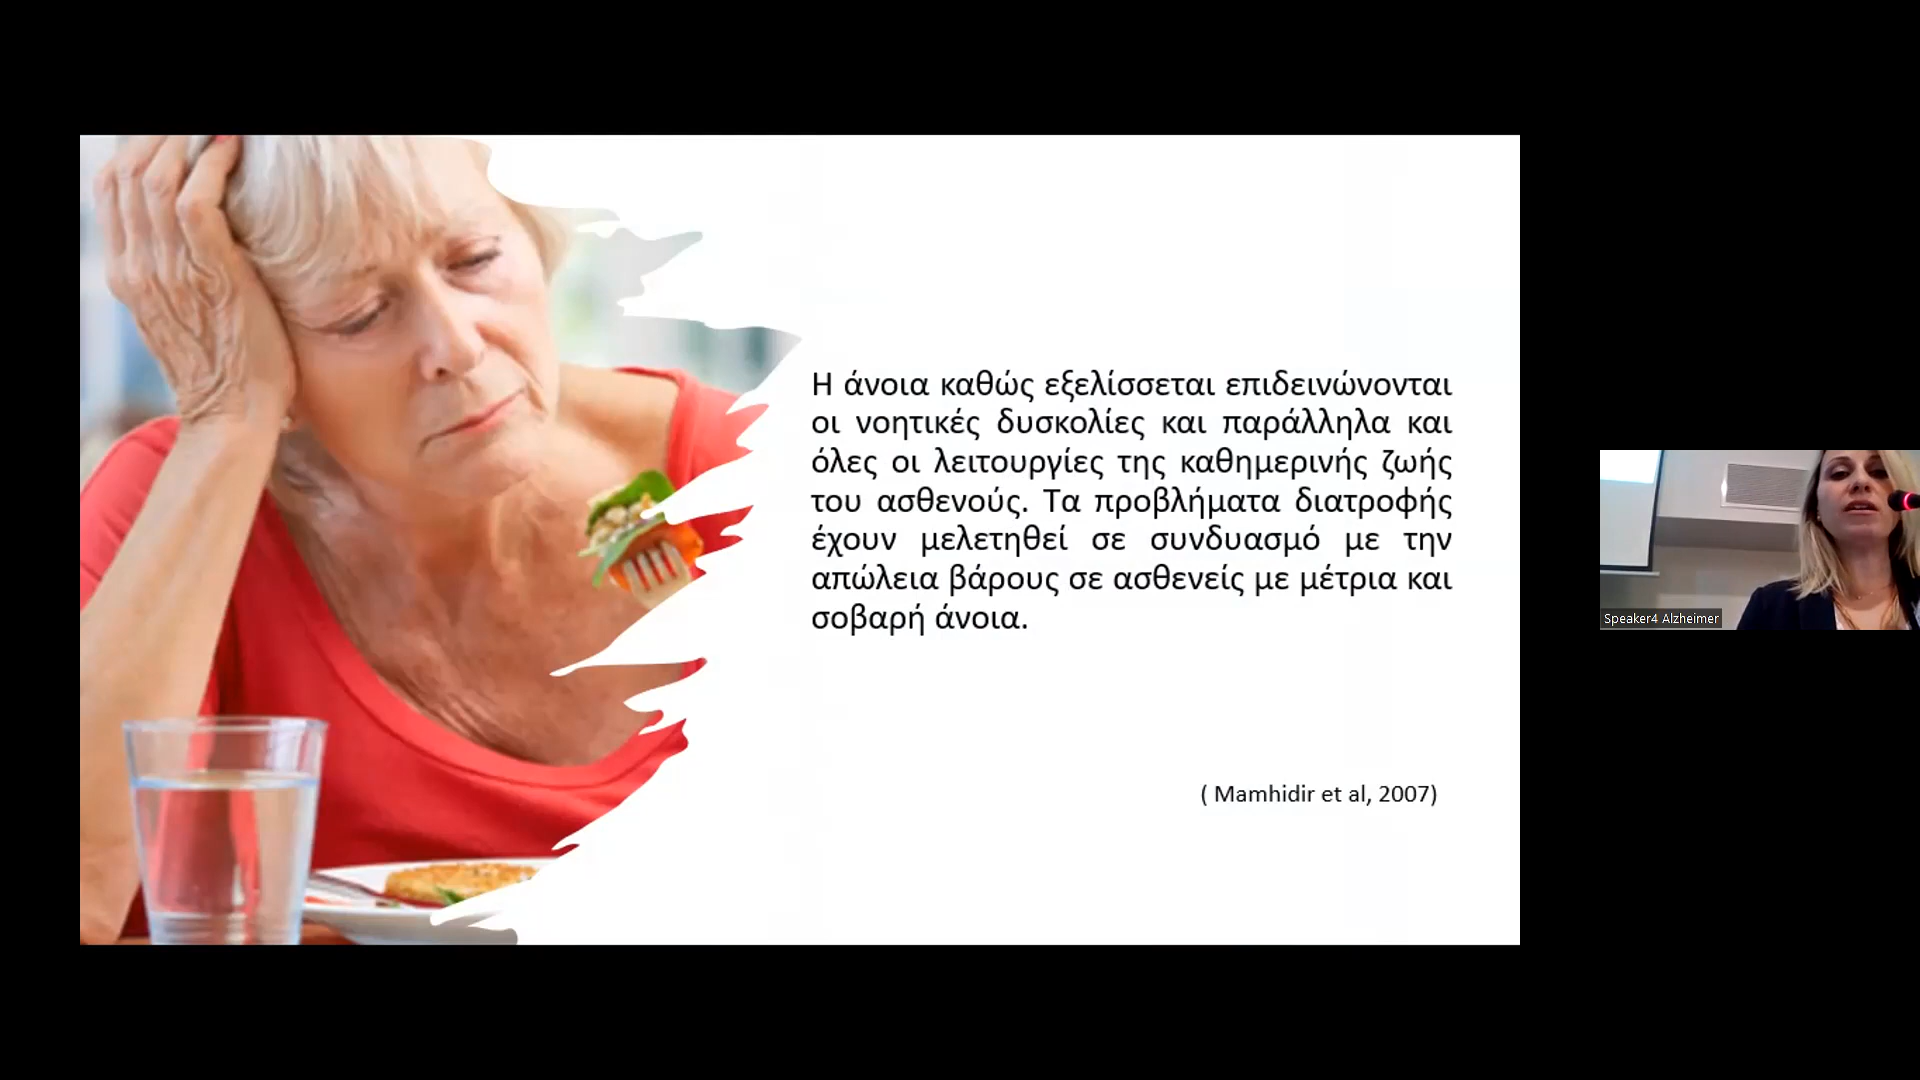 Η άνοια καθώς εξελίσσεται επιδεινώνονται
οι νοητικές δυσκολίες και παράλληλα και
όλες οι λειτουργίες της καθημερινής ζωής
του ασθενούς. Τα προβλήματα διατροφής
έχουν μελετηθεί σε συνδυασμό με την
απώλεια βάρους σε ασθενείς με μέτρια και
σοβαρή άνοια.
( Mamhidir et al, 2007)
Speaker4 Alzheimer